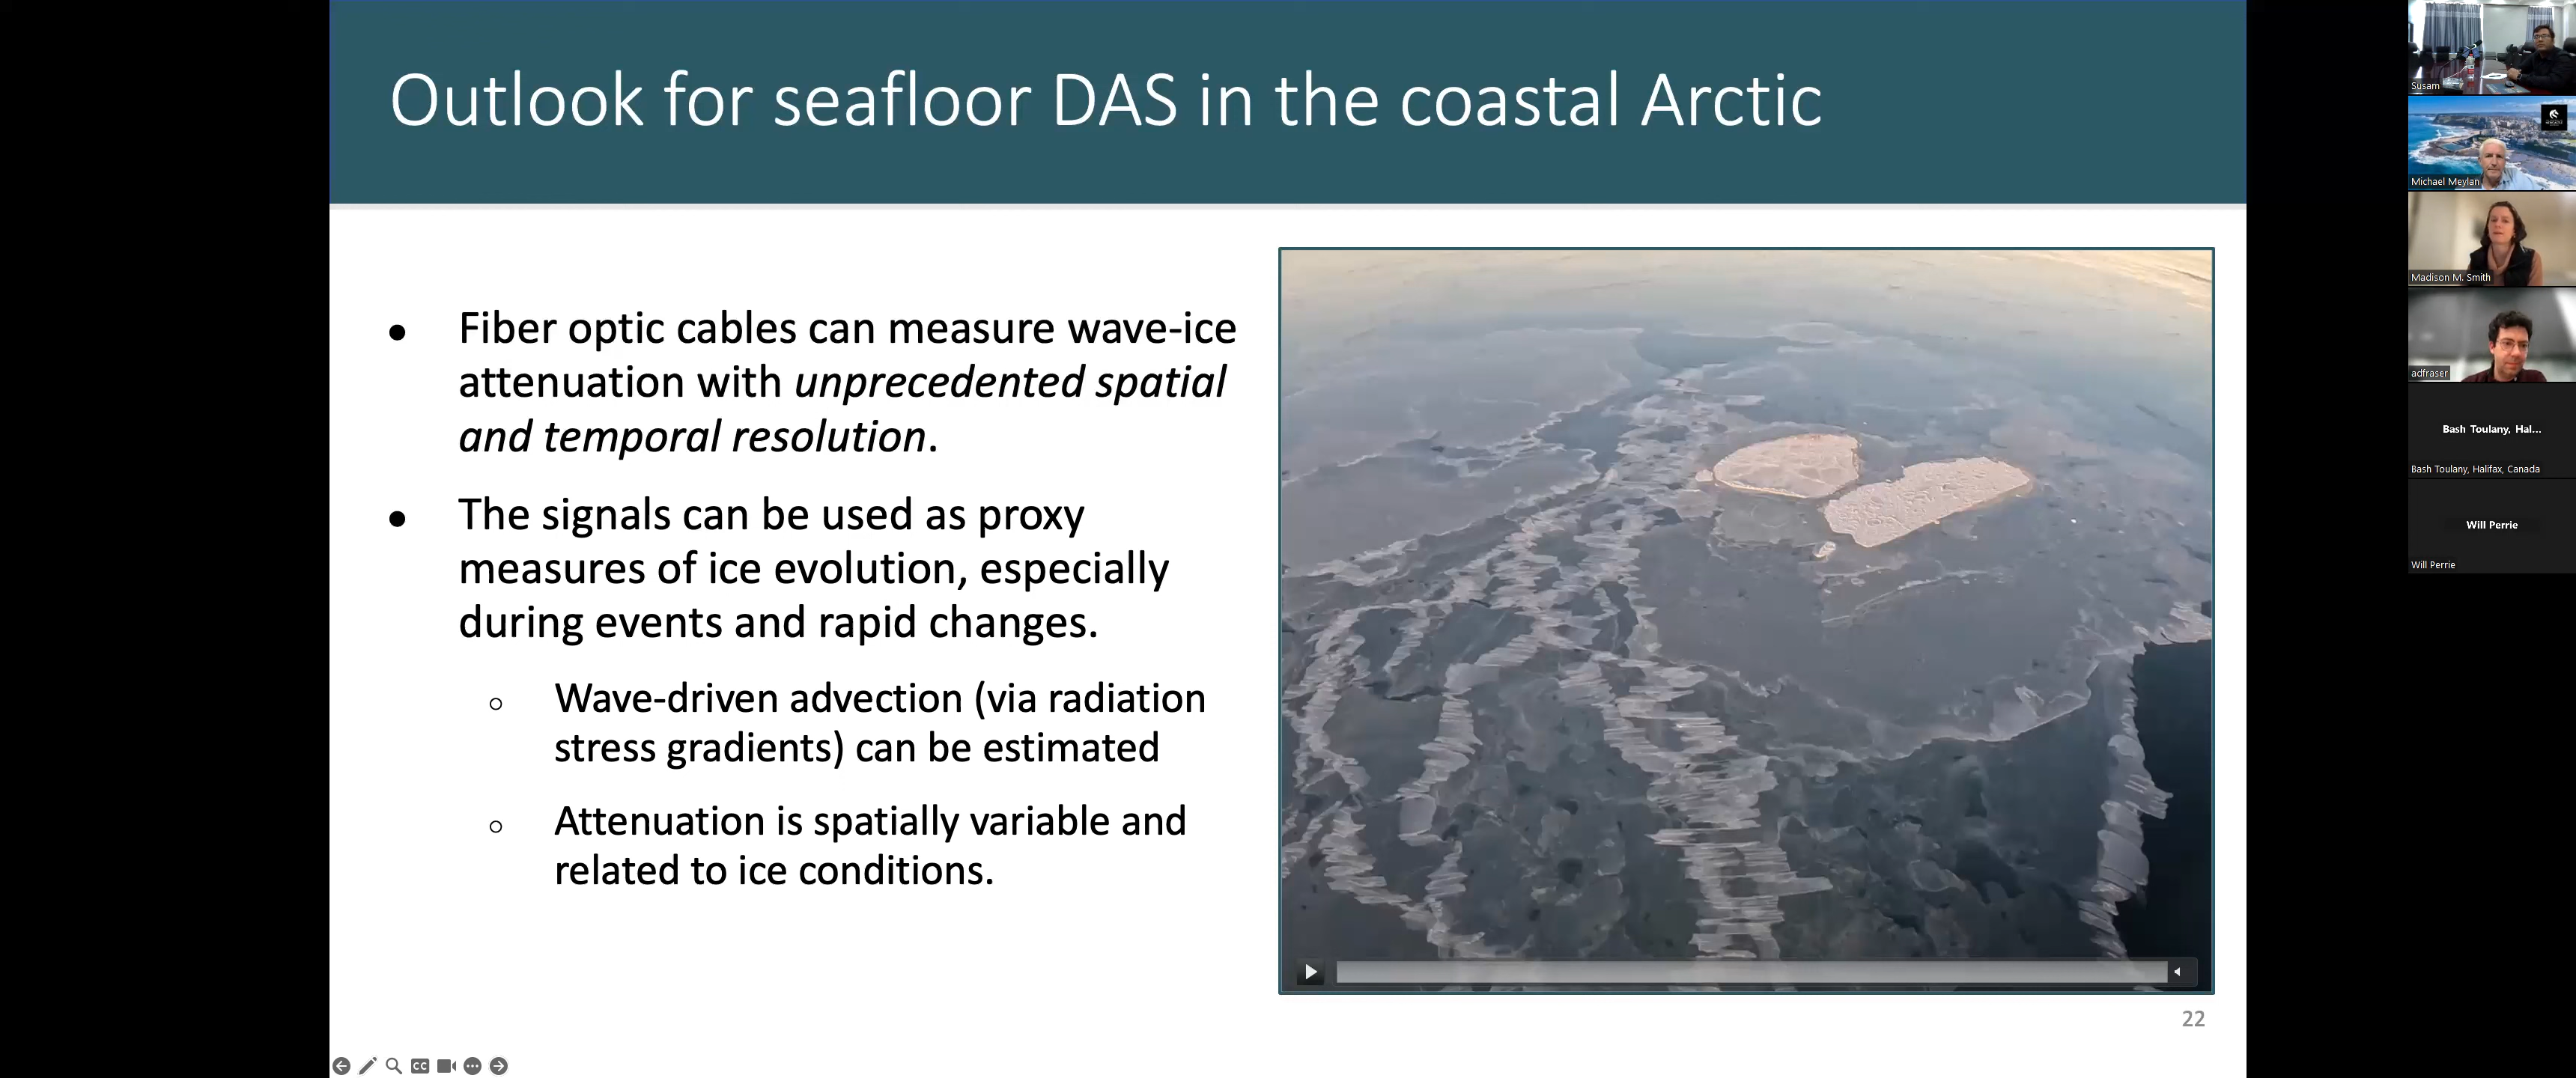 Outlook for seafloor DAS in the coastal Arctic
● Fiber optic cables can measure wave-ice
attenuation with unprecedented spatial
and temporal resolution.
● The signals can be used as proxy
measures of ice evolution, especially
during events and rapid changes.
○ Wave-driven advection (via radiation
stress gradients) can be estimated
○ Attenuation is spatially variable and
related to ice conditions.
22
CC
Susam
Michael Meylan
Madison M. Smith
adfraser
Bash Toulany, Hal...
Bash Toulany, Halifax, Canada
Will Perrie
Will Perrie